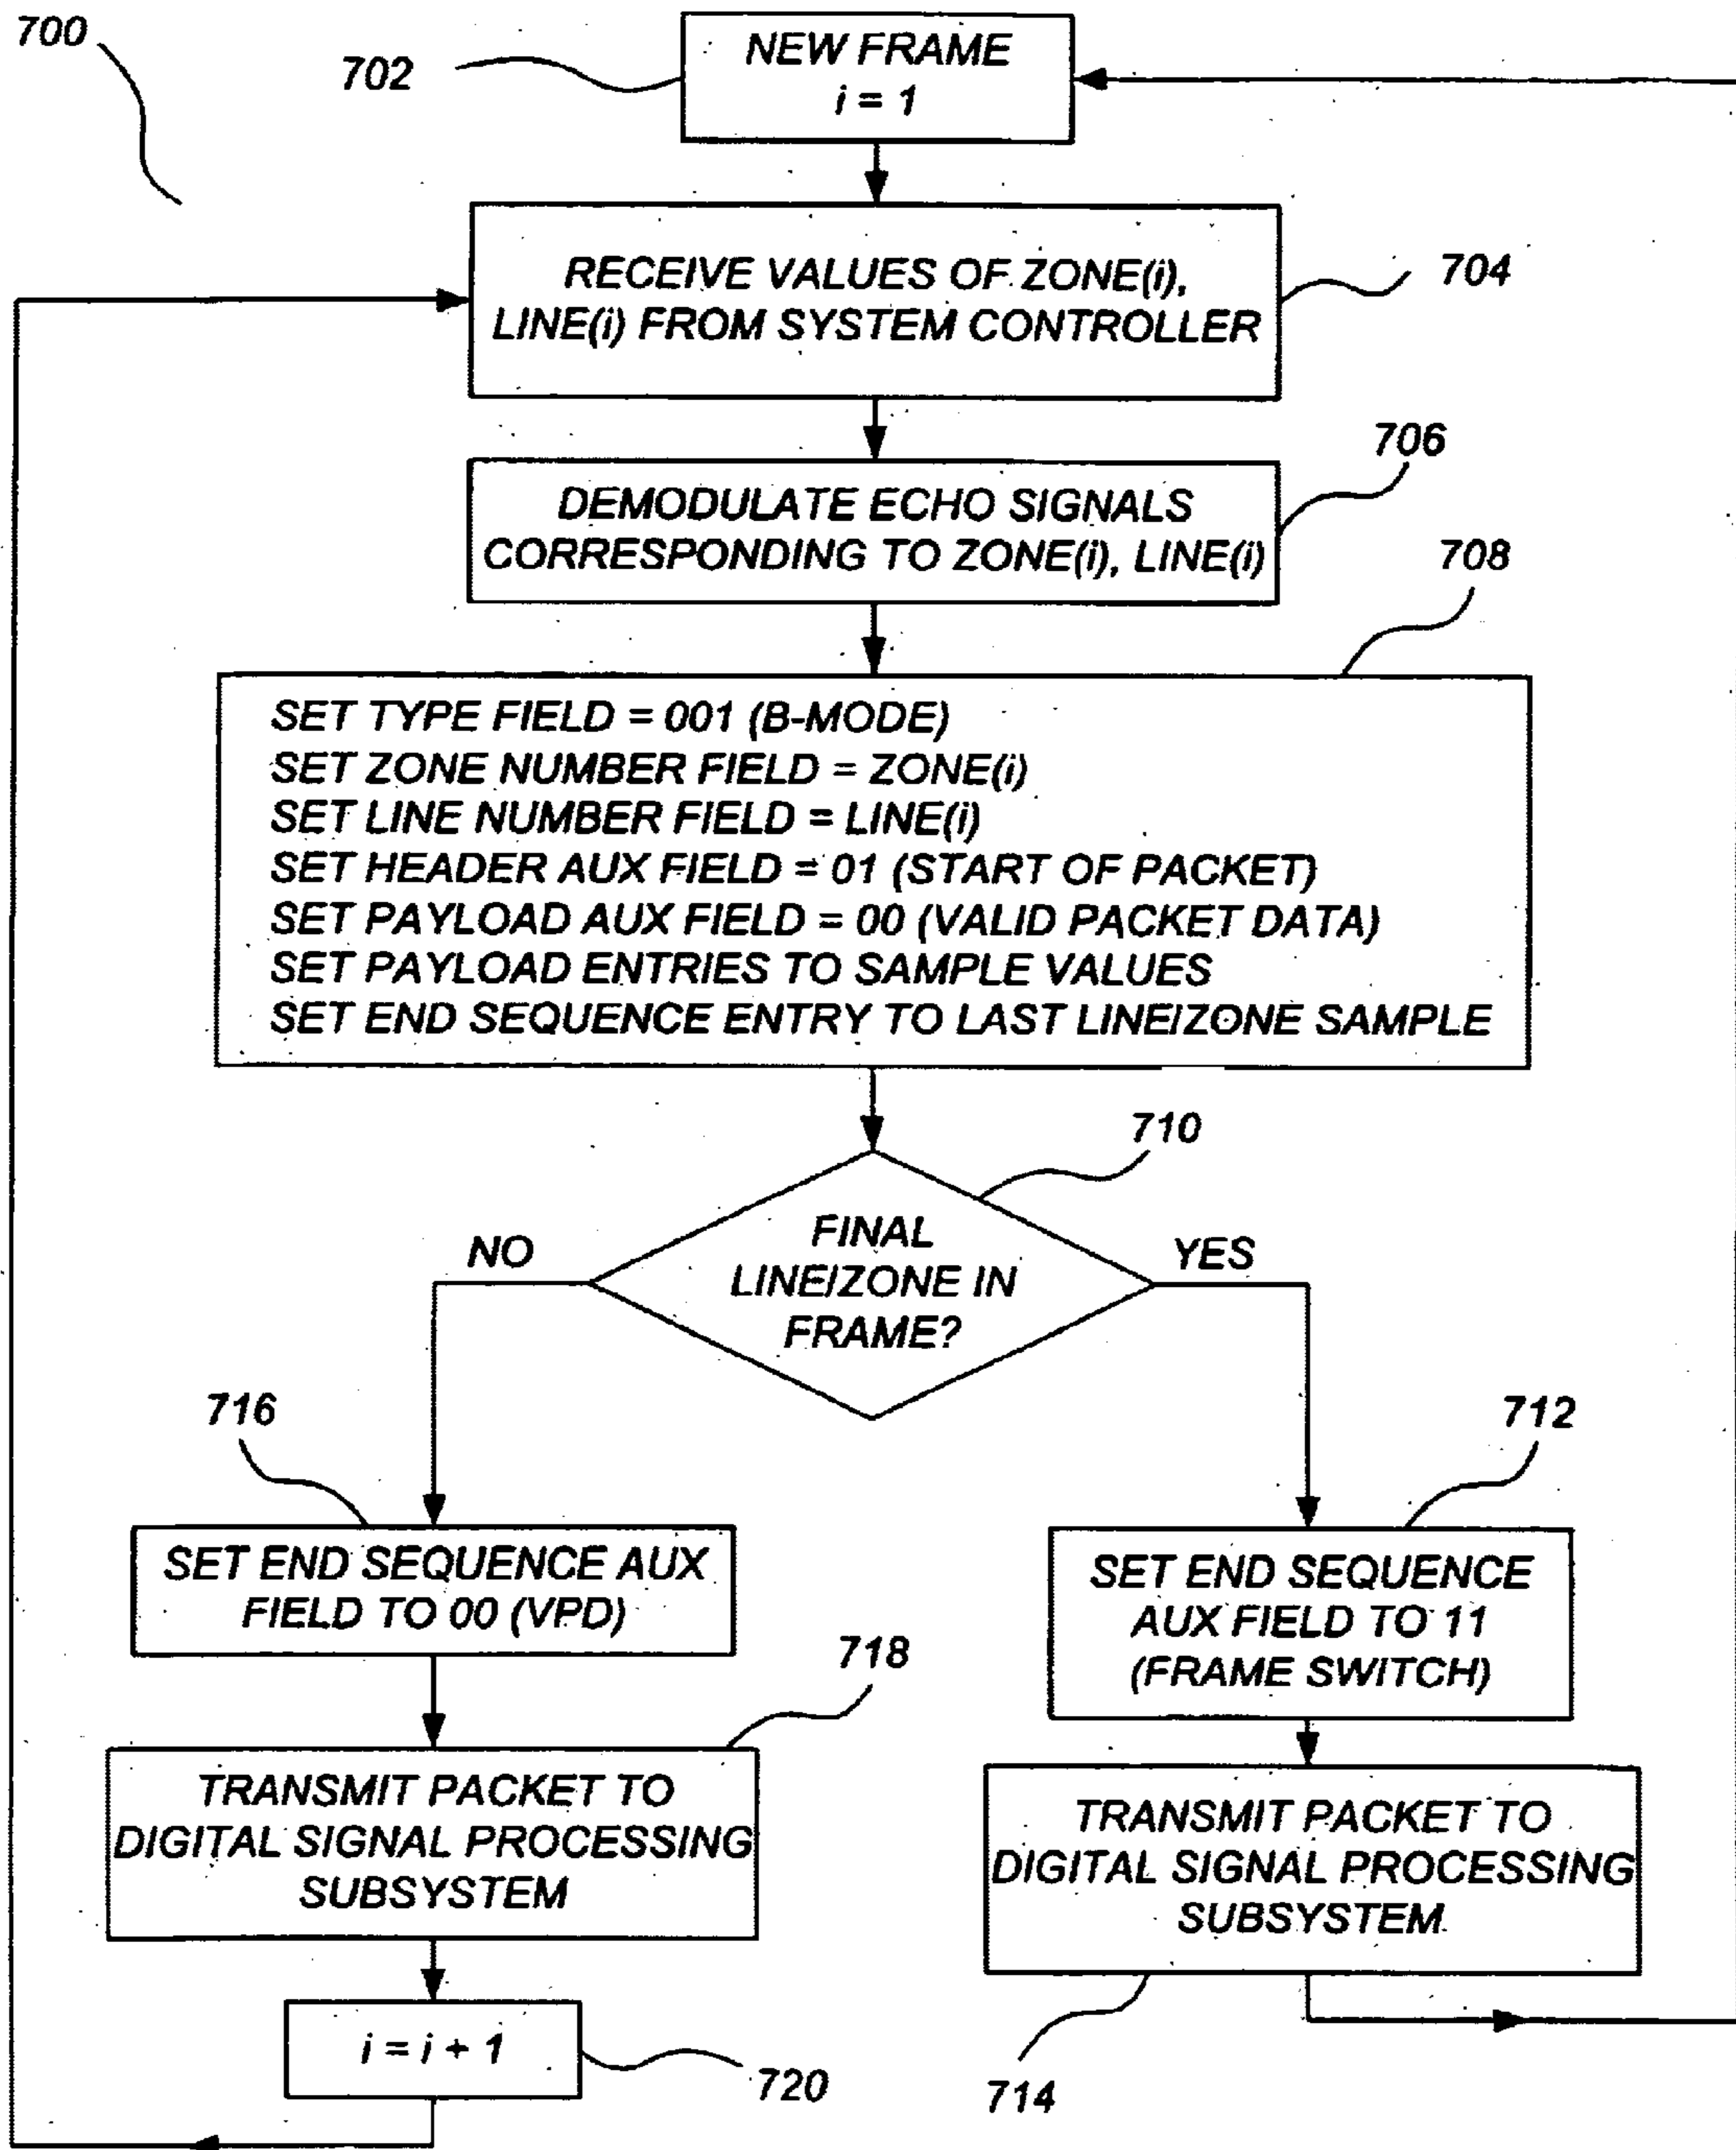 700
702
NEW FRAME
i = 1
RECEIVE VALUES OF ZONE(i),
LINE(i) FROM SYSTEM CONTROLLER
704
706
DEMODULATE ECHO SIGNALS
CORRESPONDING TO ZONE(i), LINE(i)
708
SET TYPE FIELD = 001 (B-MODE)
SET ZONE NUMBER FIELD = ZONE(i)
SET LINE NUMBER FIELD = LINE(i)
SET HEADER AUX FIELD = 01 (START OF PACKET)
SET PAYLOAD AUX FIELD = 00 (VALID PACKET DATA)
SET PAYLOAD ENTRIES TO SAMPLE VALUES
SET END SEQUENCE ENTRY TO LAST LINE/ZONE SAMPLE
710
NO
FINAL
LINE/ZONE IN
FRAME?
YES
716
712
SET END SEQUENCE AUX
FIELD TO 00 (VPD)
SET END SEQUENCE
AUX FIELD TO 11
(FRAME SWITCH)
718
TRANSMIT PACKET TO
DIGITAL SIGNAL PROCESSING
SUBSYSTEM
TRANSMIT PACKET TO
DIGITAL SIGNAL PROCESSING
SUBSYSTEM
i = i + 1
720
714